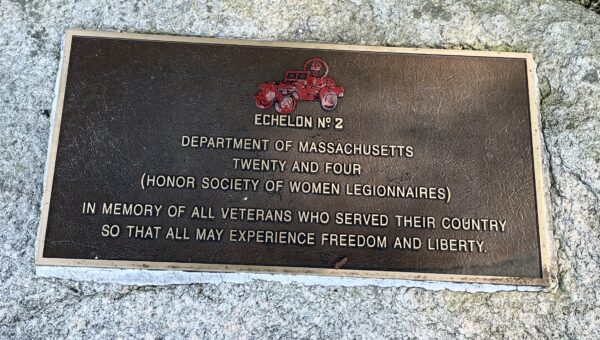 ECHELON Nº 2
DEPARTMENT OF MASSACHUSETTS
TWENTY AND FOUR
(HONOR SOCIETY OF WOMEN LEGIONNAIRES)
IN MEMORY OF ALL VETERANS WHO SERVED THEIR COUNTRY
SO THAT ALL MAY EXPERIENCE FREEDOM AND LIBERTY.